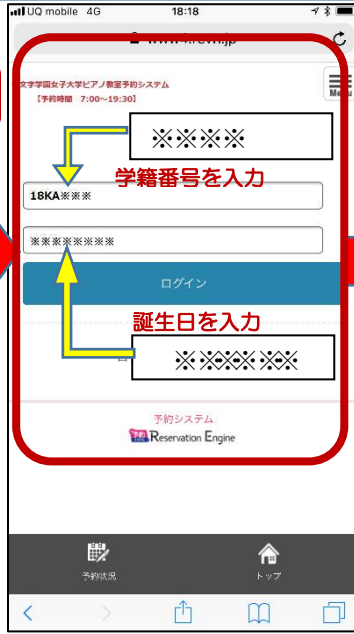 UQ mobile 4G 18:18
文字学園女子大学ピアノ教室予約システム
【予約時間 7:00～19:30】
Menu
※※※※
学籍番号を入力
18KA※※※
※※※※※※※※
ログイン
誕生日を入力
予約システム
予約 Reservation Engine
予約状況
トップ